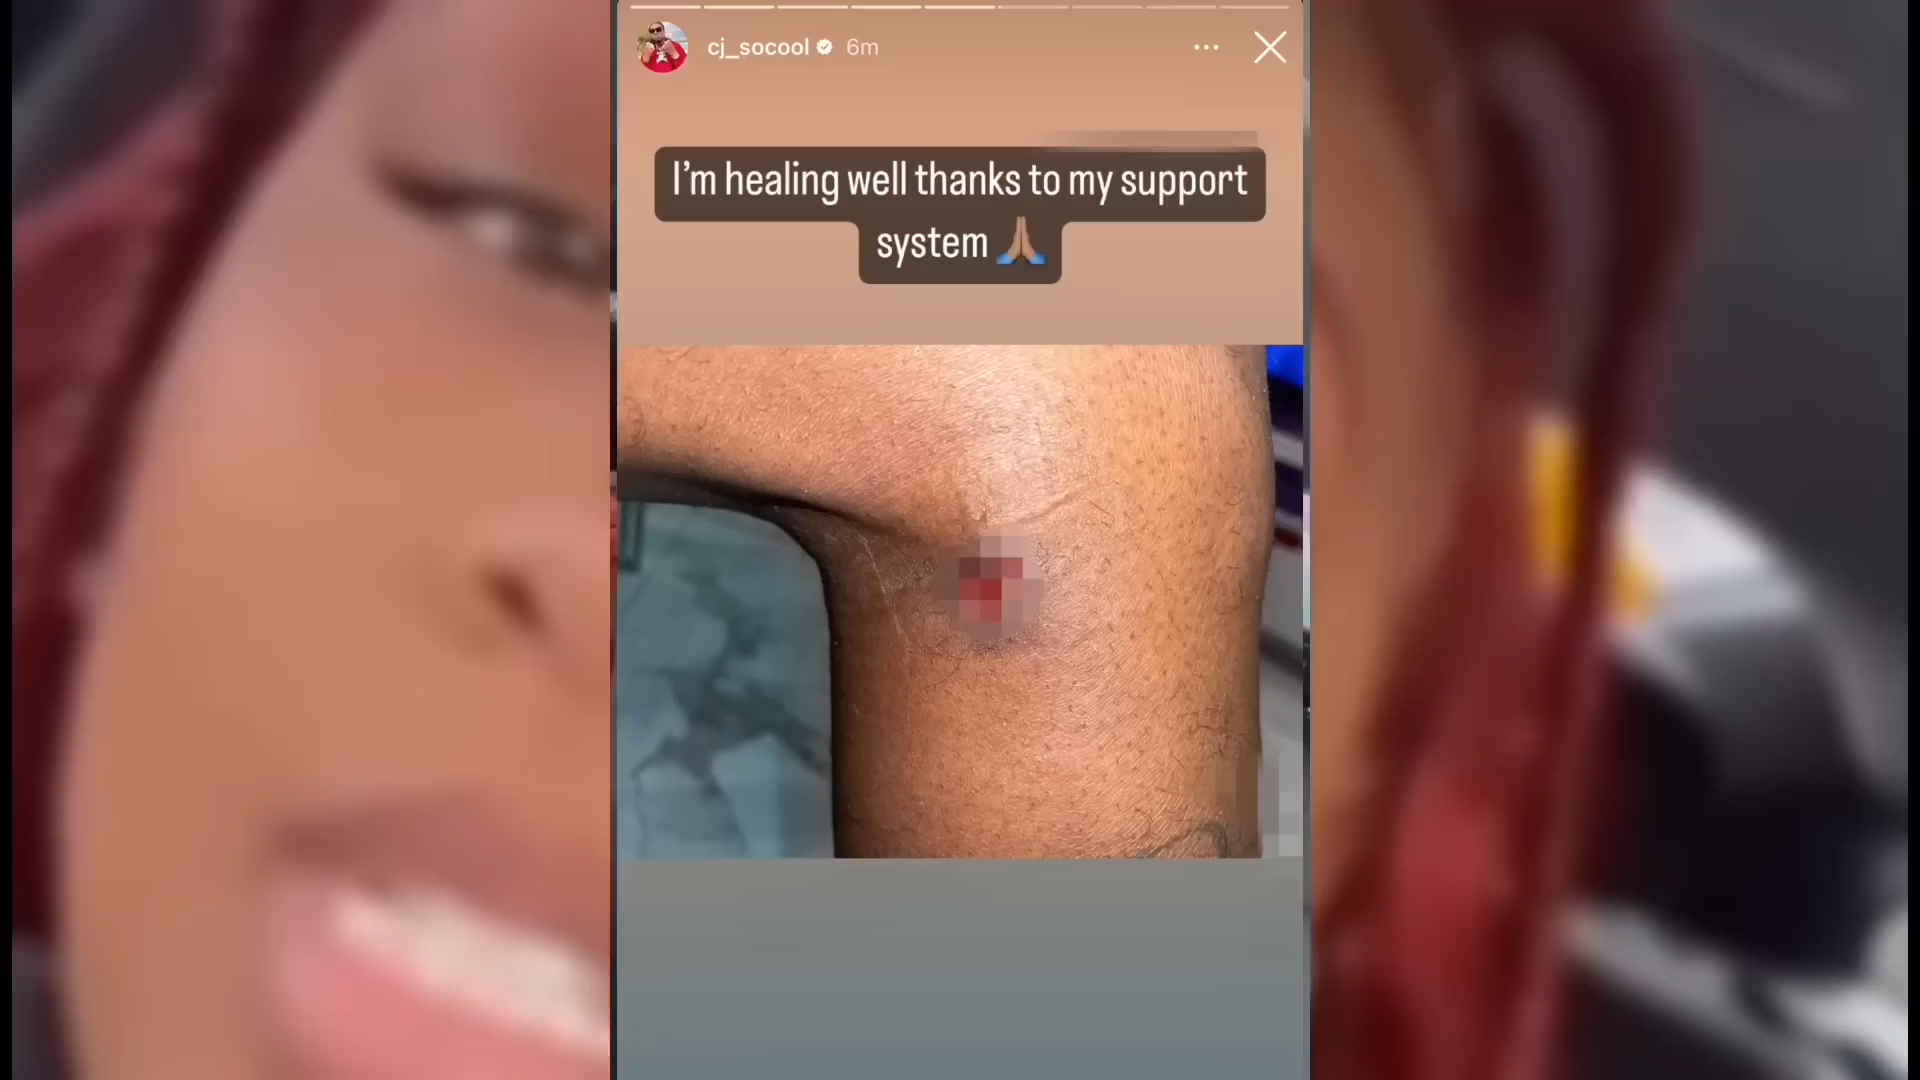 cj_socool 6m
I'm healing well thanks to my support
system 🙏🏽